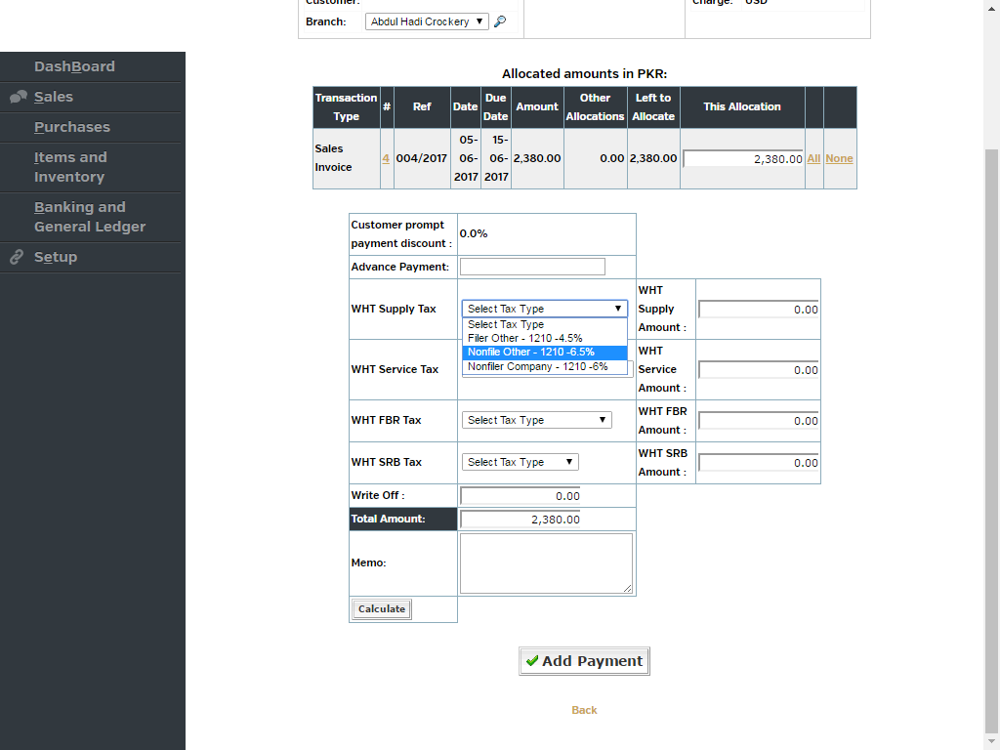 Customer:
Charge: USD
Branch: Abdul Hadi Crockery
DashBoard
Sales
Purchases
Items and
Inventory
Banking and
General Ledger
Setup
Allocated amounts in PKR:
Transaction Type # Ref Date Due Date Amount Other Allocations Left to Allocate This Allocation
Sales Invoice 4 004/2017 05-06-2017 15-06-2017 2,380.00 0.00 2,380.00 2,380.00 All None
Customer prompt
payment discount : 0.0%
Advance Payment:
WHT Supply Tax Select Tax Type WHT Supply Amount : 0.00
Select Tax Type
Filer Other - 1210 -4.5%
Nonfile Other - 1210 -6.5%
Nonfiler Company - 1210 -6%
WHT Service Tax WHT Service Amount : 0.00
WHT FBR Tax Select Tax Type WHT FBR Amount : 0.00
WHT SRB Tax Select Tax Type WHT SRB Amount : 0.00
Write Off : 0.00
Total Amount: 2,380.00
Memo:
Calculate
Add Payment
Back